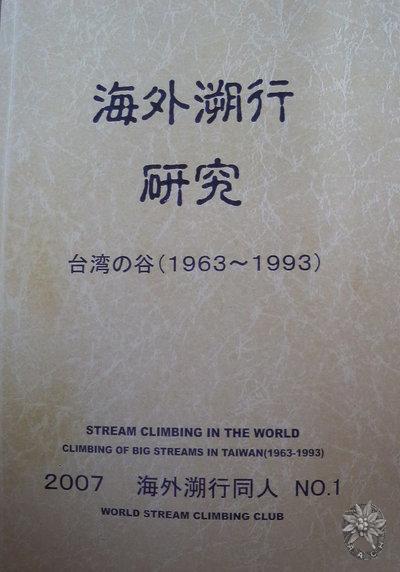 海外溯行
研究
台湾の谷(1963～1993)
STREAM CLIMBING IN THE WORLD
CLIMBING OF BIG STREAMS IN TAIWAN(1963-1993)
2007 海外溯行同人 NO.1
WORLD STREAM CLIMBING CLUB